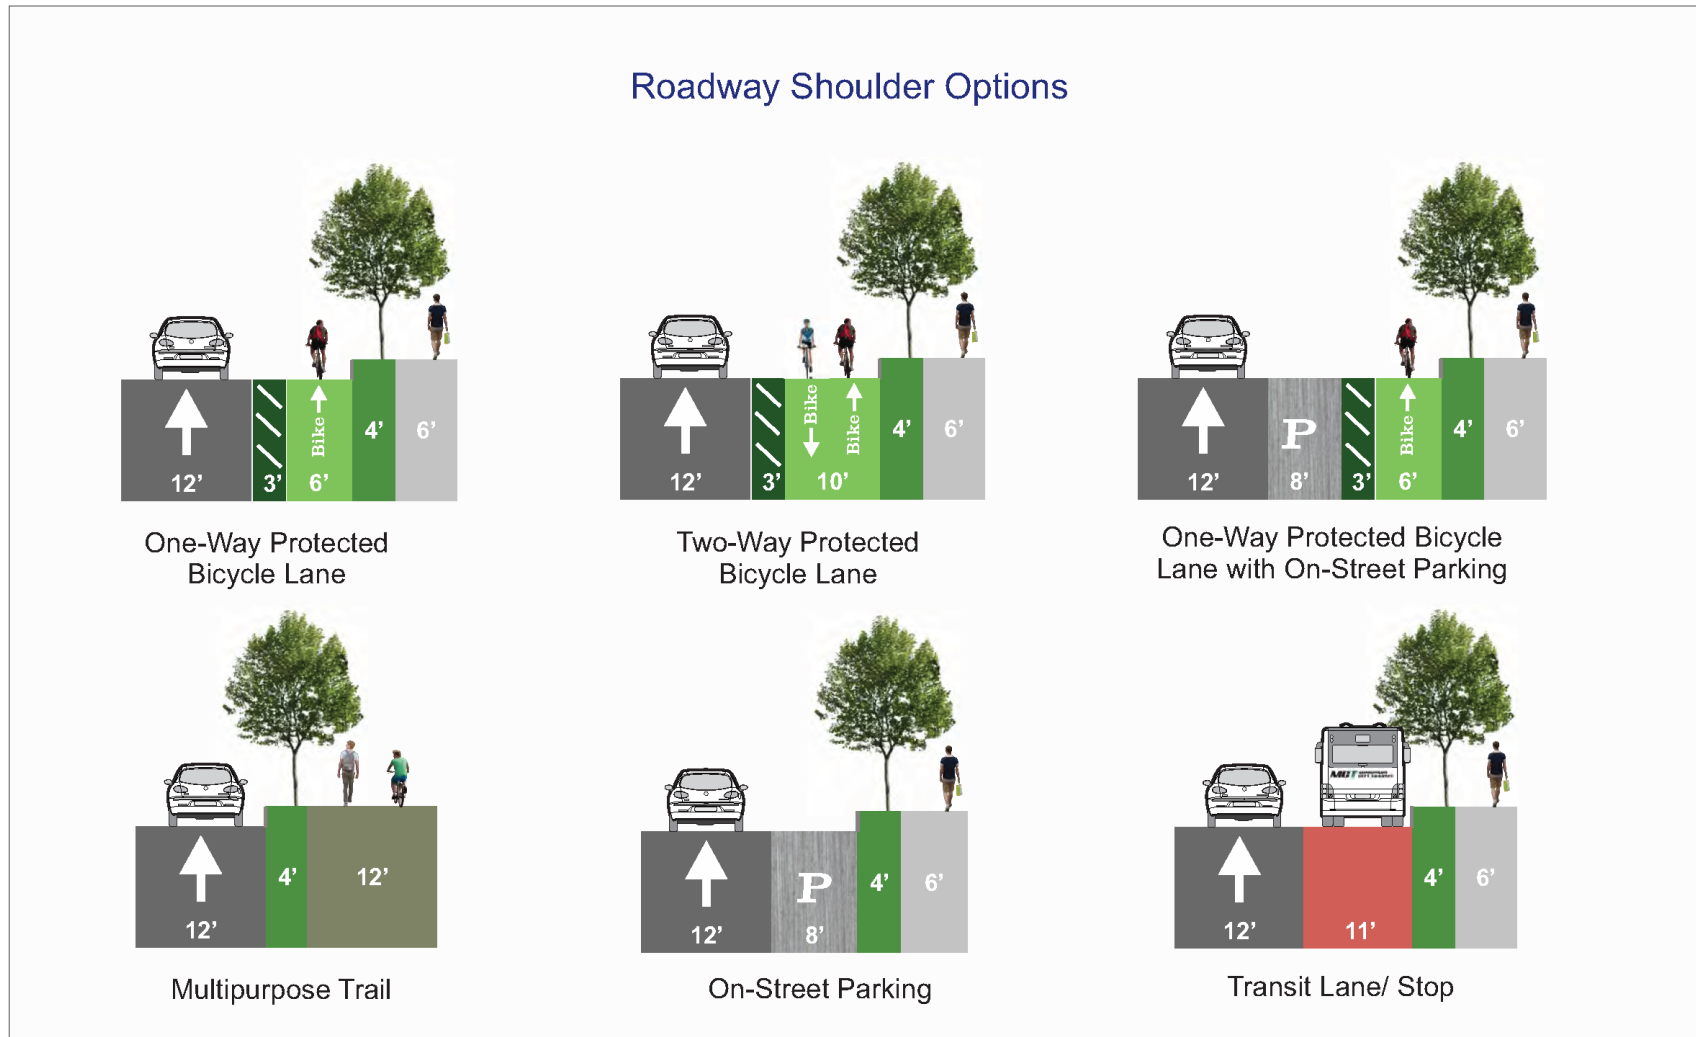 Roadway Shoulder Options
12’
3’
Bike
6’
4’
6’
One-Way Protected
Bicycle Lane
12’
3’
Bike
Bike
10’
4’
6’
Two-Way Protected
Bicycle Lane
12’
P
8’
3’
Bike
6’
4’
6’
One-Way Protected Bicycle
Lane with On-Street Parking
12’
4’
12’
Multipurpose Trail
12’
P
8’
4’
6’
On-Street Parking
MCT
12’
11’
4’
6’
Transit Lane/ Stop